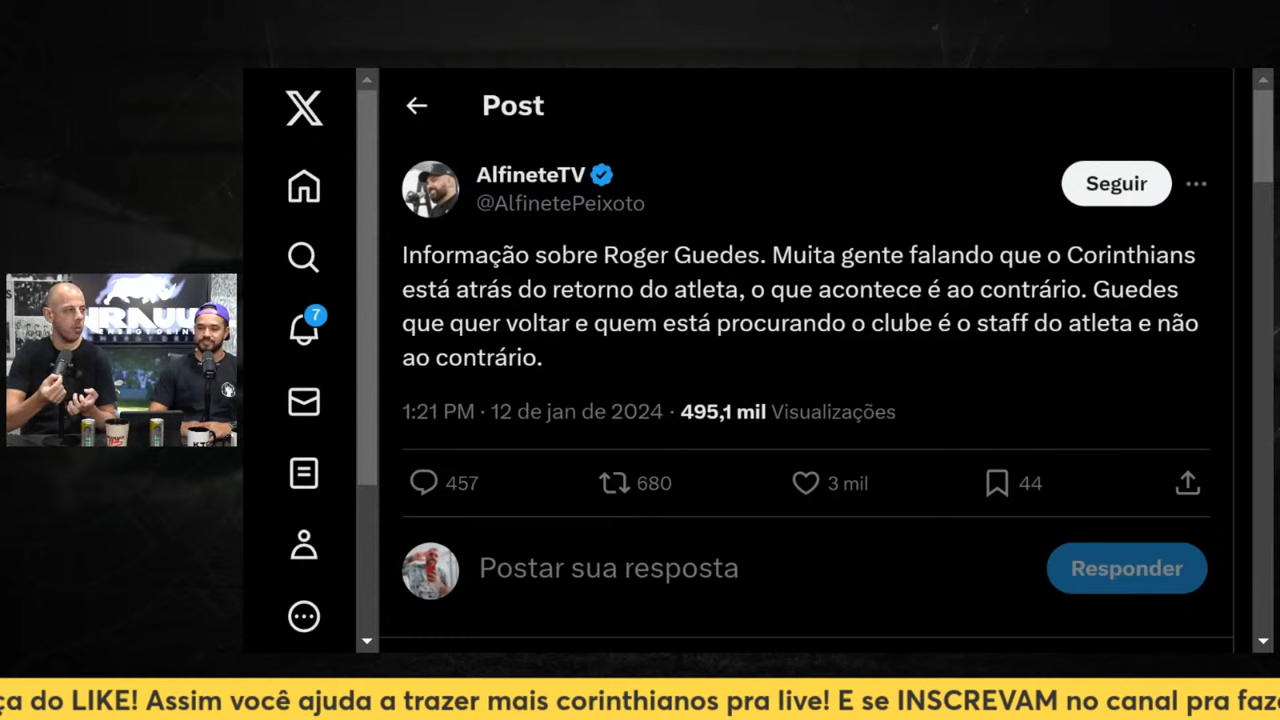 Post
AlfineteTV
@AlfinetePeixoto
Seguir
Informação sobre Roger Guedes. Muita gente falando que o Corinthians
está atrás do retorno do atleta, o que acontece é ao contrário. Guedes
que quer voltar e quem está procurando o clube é o staff do atleta e não
ao contrário.
1:21 PM · 12 de jan de 2024 · 495,1 mil Visualizações
457 680 3 mil 44
7
Postar sua resposta
Responder
ça do LIKE! Assim você ajuda a trazer mais corinthianos pra live! E se INSCREVAM no canal pra faz